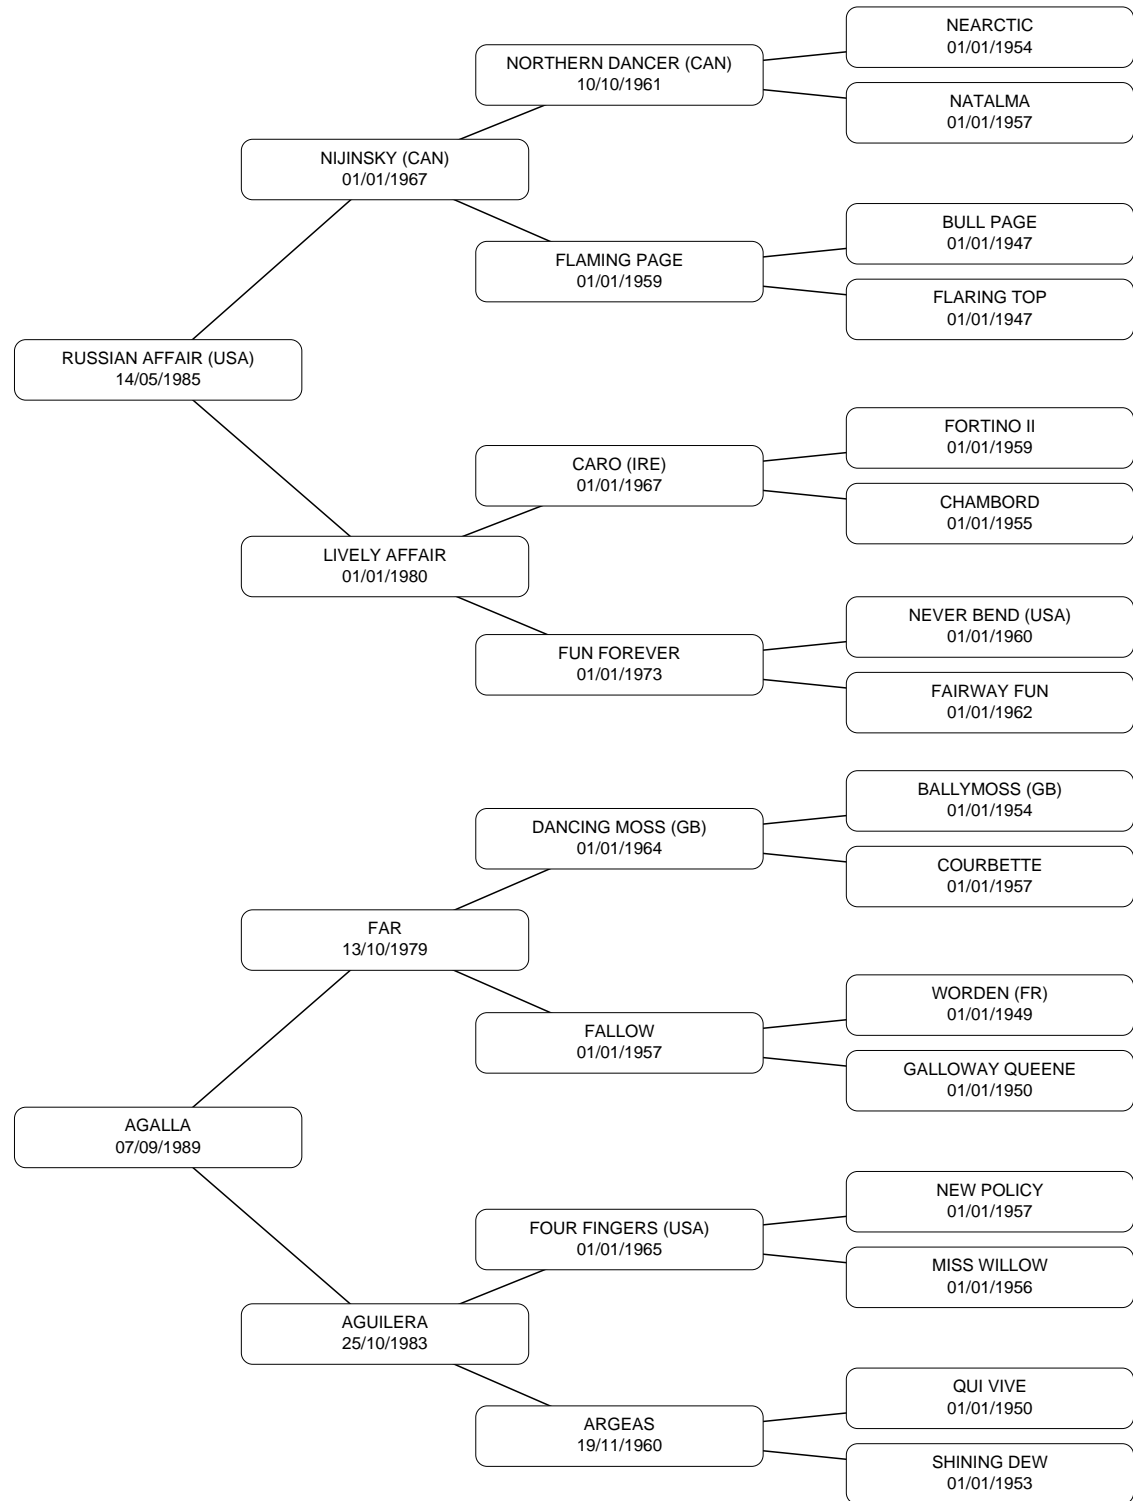 NEARCTIC
01/01/1954
NORTHERN DANCER (CAN)
10/10/1961
NATALMA
01/01/1957
NIJINSKY (CAN)
01/01/1967
BULL PAGE
01/01/1947
FLAMING PAGE
01/01/1959
FLARING TOP
01/01/1947
RUSSIAN AFFAIR (USA)
14/05/1985
FORTINO II
01/01/1959
CARO (IRE)
01/01/1967
CHAMBORD
01/01/1955
LIVELY AFFAIR
01/01/1980
NEVER BEND (USA)
01/01/1960
FUN FOREVER
01/01/1973
FAIRWAY FUN
01/01/1962
BALLYMOSS (GB)
01/01/1954
DANCING MOSS (GB)
01/01/1964
COURBETTE
01/01/1957
FAR
13/10/1979
WORDEN (FR)
01/01/1949
FALLOW
01/01/1957
GALLOWAY QUEENE
01/01/1950
AGALLA
07/09/1989
NEW POLICY
01/01/1957
FOUR FINGERS (USA)
01/01/1965
MISS WILLOW
01/01/1956
AGUILERA
25/10/1983
QUI VIVE
01/01/1950
ARGEAS
19/11/1960
SHINING DEW
01/01/1953